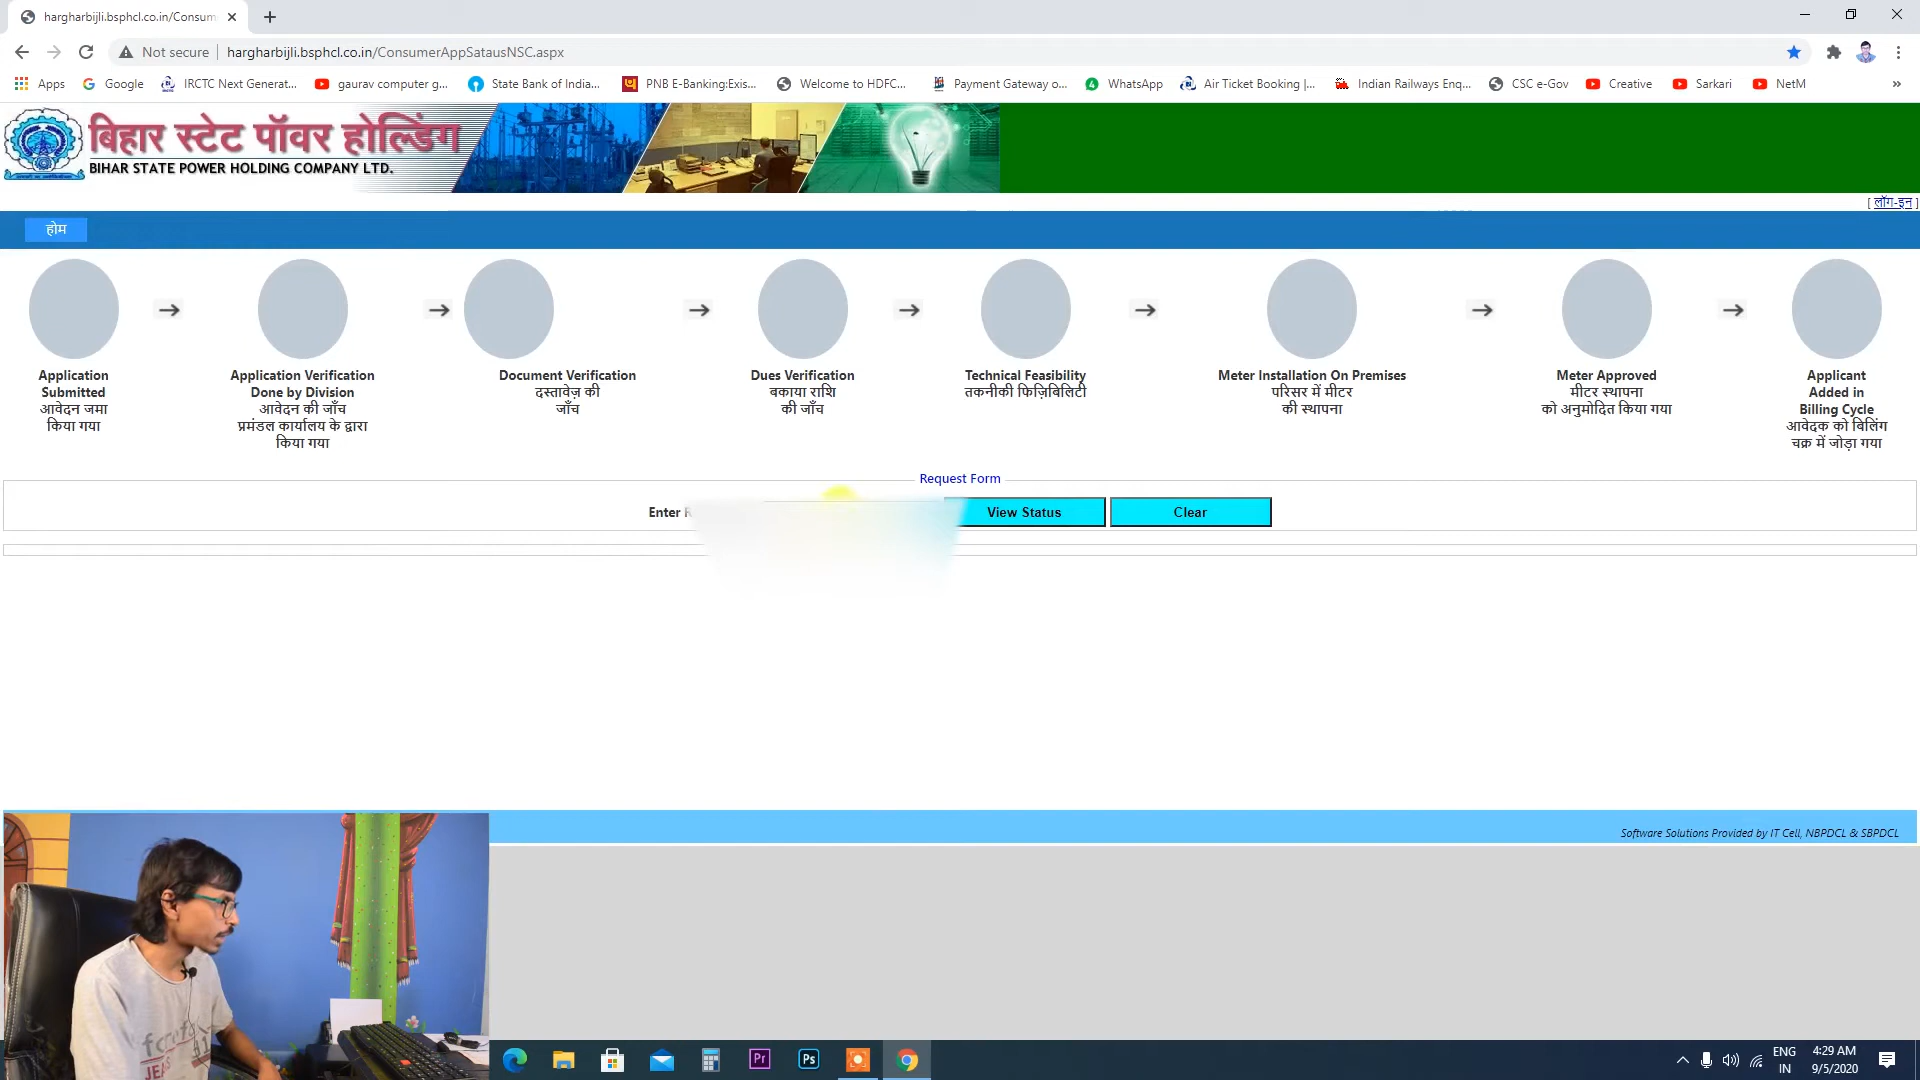 hargharbijli.bsphcl.co.in/Consum
Not secure hargharbijli.bsphcl.co.in/ConsumerAppSatausNSC.aspx
Apps Google IRCTC Next Generat... gaurav computer g... State Bank of India... PNB E-Banking:Exis... Welcome to HDFC... Payment Gateway o... WhatsApp Air Ticket Booking |... Indian Railways Enq... CSC e-Gov Creative Sarkari NetM »
बिहार स्टेट पॉवर होल्डिंग
BIHAR STATE POWER HOLDING COMPANY LTD.
[ लॉग-इन ]
होम
Application
Submitted
आवेदन जमा
किया गया
Application Verification
Done by Division
आवेदन की जाँच
प्रमंडल कार्यालय के द्वारा
किया गया
Document Verification
दस्तावेज़ की
जाँच
Dues Verification
बकाया राशि
की जाँच
Technical Feasibility
तकनीकी फिज़िबिलिटी
Meter Installation On Premises
परिसर में मीटर
की स्थापना
Meter Approved
मीटर स्थापना
को अनुमोदित किया गया
Applicant
Added in
Billing Cycle
आवेदक को बिलिंग
चक्र में जोड़ा गया
Request Form
Enter
View Status
Clear
Software Solutions Provided by IT Cell, NBPDCL & SBPDCL
JEANS
Pr Ps
ENG
IN
4:29 AM
9/5/2020